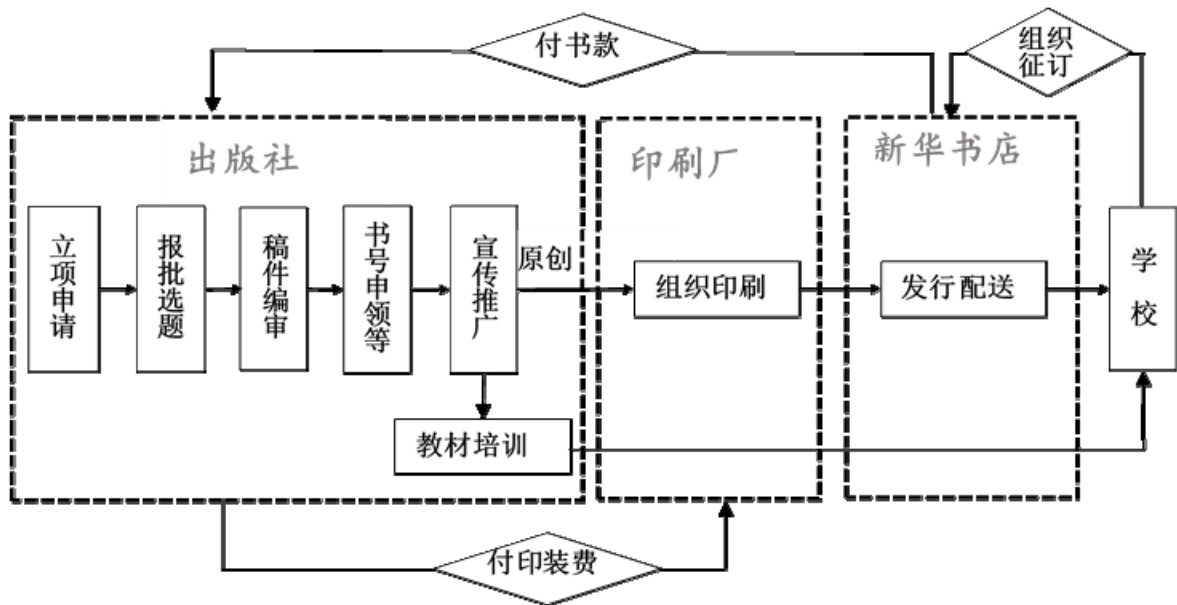 付书款
组织
征订
出版社
印刷厂
新华书店
立项申请
报批选题
稿件编审
书号申领等
宣传推广
原创
组织印刷
发行配送
学校
教材培训
付印装费